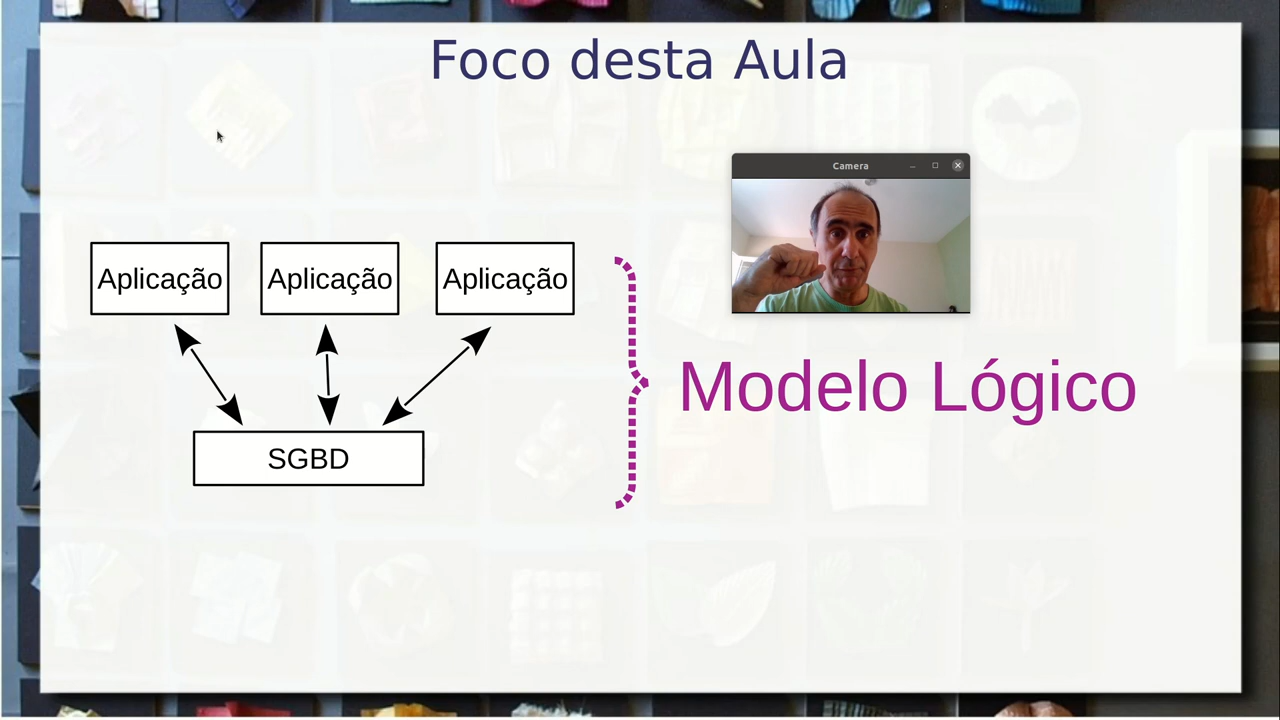 Foco desta Aula
Camera
Aplicação Aplicação Aplicação
Modelo Lógico
SGBD